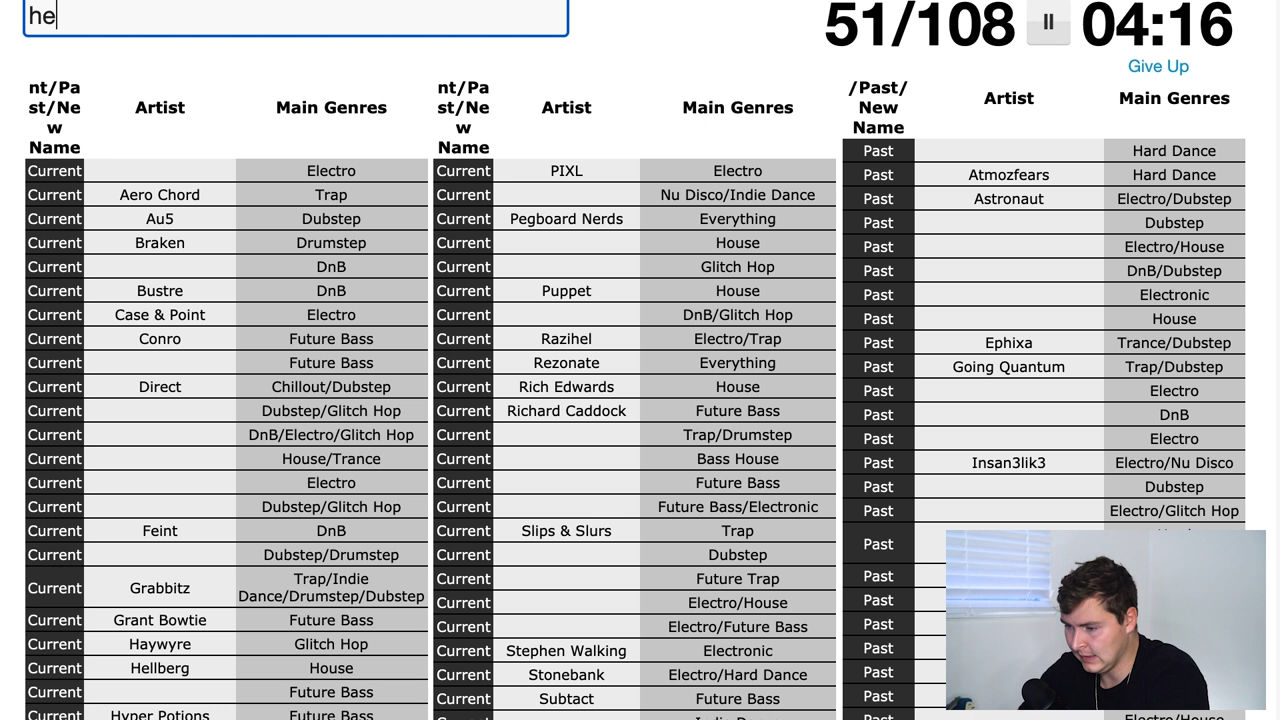 he
51/108 II 04:16
Give Up
nt/Pa
st/Ne
w
Name Artist Main Genres
Current Electro
Current Aero Chord Trap
Current Au5 Dubstep
Current Braken Drumstep
Current DnB
Current Bustre DnB
Current Case & Point Electro
Current Conro Future Bass
Current Future Bass
Current Direct Chillout/Dubstep
Current Dubstep/Glitch Hop
Current DnB/Electro/Glitch Hop
Current House/Trance
Current Electro
Current Dubstep/Glitch Hop
Current Feint DnB
Current Dubstep/Drumstep
Current Grabbitz Trap/Indie
Dance/Drumstep/Dubstep
Current Grant Bowtie Future Bass
Current Haywyre Glitch Hop
Current Hellberg House
Current Future Bass
Current Hyper Potions Future Bass
nt/Pa
st/Ne
w
Name Artist Main Genres
Current PIXL Electro
Current Nu Disco/Indie Dance
Current Pegboard Nerds Everything
Current House
Current Glitch Hop
Current Puppet House
Current DnB/Glitch Hop
Current Razihel Electro/Trap
Current Rezonate Everything
Current Rich Edwards House
Current Richard Caddock Future Bass
Current Trap/Drumstep
Current Bass House
Current Future Bass
Current Future Bass/Electronic
Current Slips & Slurs Trap
Current Dubstep
Current Future Trap
Current Electro/House
Current Electro/Future Bass
Current Stephen Walking Electronic
Current Stonebank Electro/Hard Dance
Current Subtact Future Bass
/Past/
New
Name Artist Main Genres
Past Hard Dance
Past Atmozfears Hard Dance
Past Astronaut Electro/Dubstep
Past Dubstep
Past Electro/House
Past DnB/Dubstep
Past Electronic
Past House
Past Ephixa Trance/Dubstep
Past Going Quantum Trap/Dubstep
Past Electro
Past DnB
Past Electro
Past Insan3lik3 Electro/Nu Disco
Past Dubstep
Past Electro/Glitch Hop
Past
Past
Past
Past
Past
Past
Past
Past Electro/House